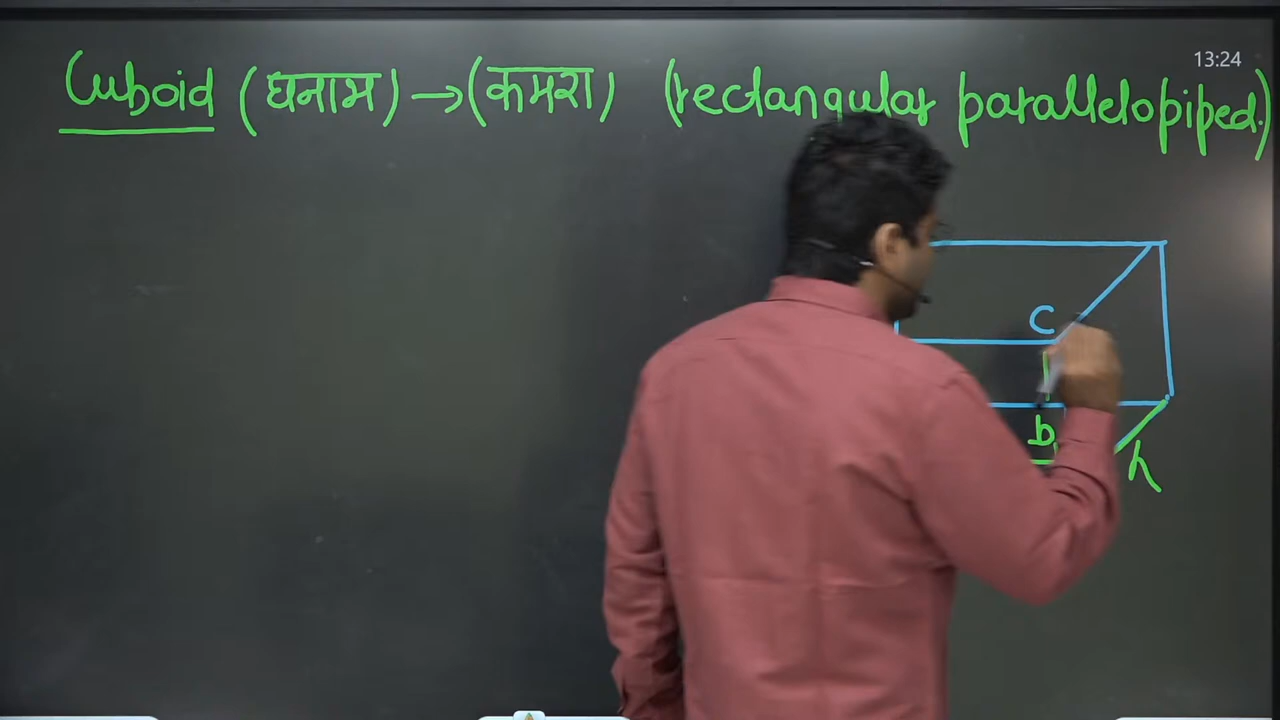 13:24
Cuboid (घनाभ) → (कमरा) (rectangular parallelopiped.)
C
b
h